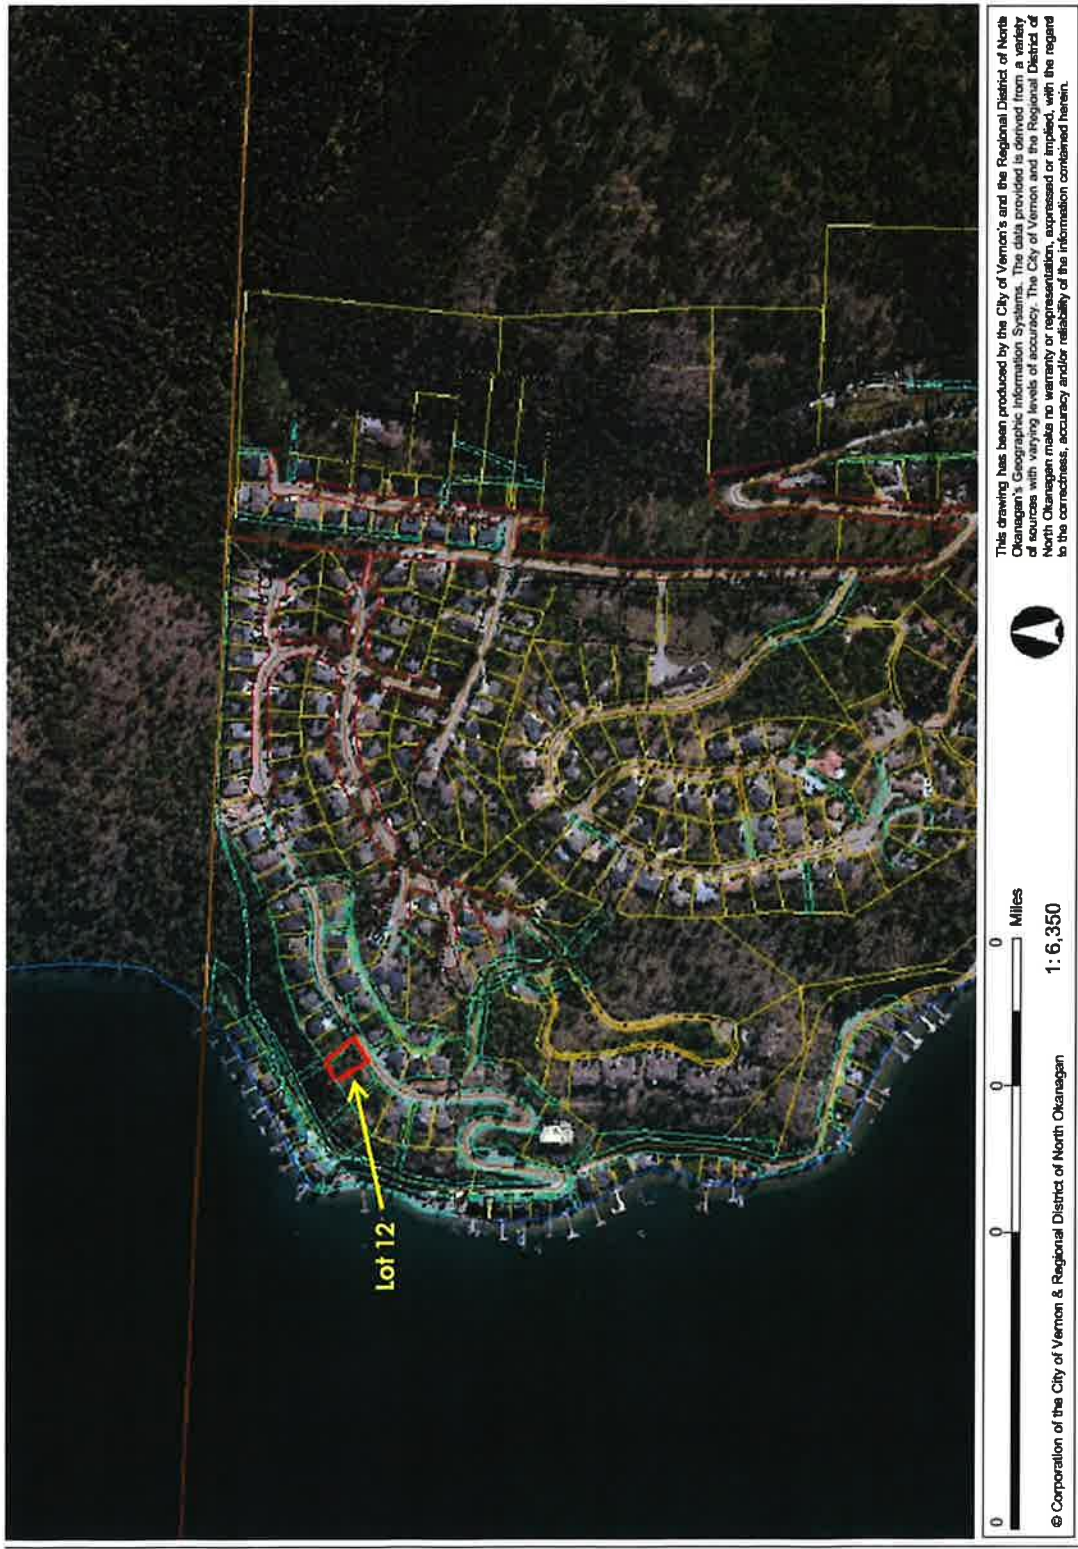 Lot 12
0
0
0
Miles
1: 6,350
© Corporation of the City of Vernon & Regional District of North Okanagan
This drawing has been produced by the City of Vernon's and the Regional District of North
Okanagan's Geographic Information Systems. The data provided is derived from a variety
of sources with varying levels of accuracy. The City of Vernon and the Regional District of
North Okanagan make no warranty or representation, expressed or implied, with the regard
to the correctness, accuracy and/or reliability of the information contained herein.